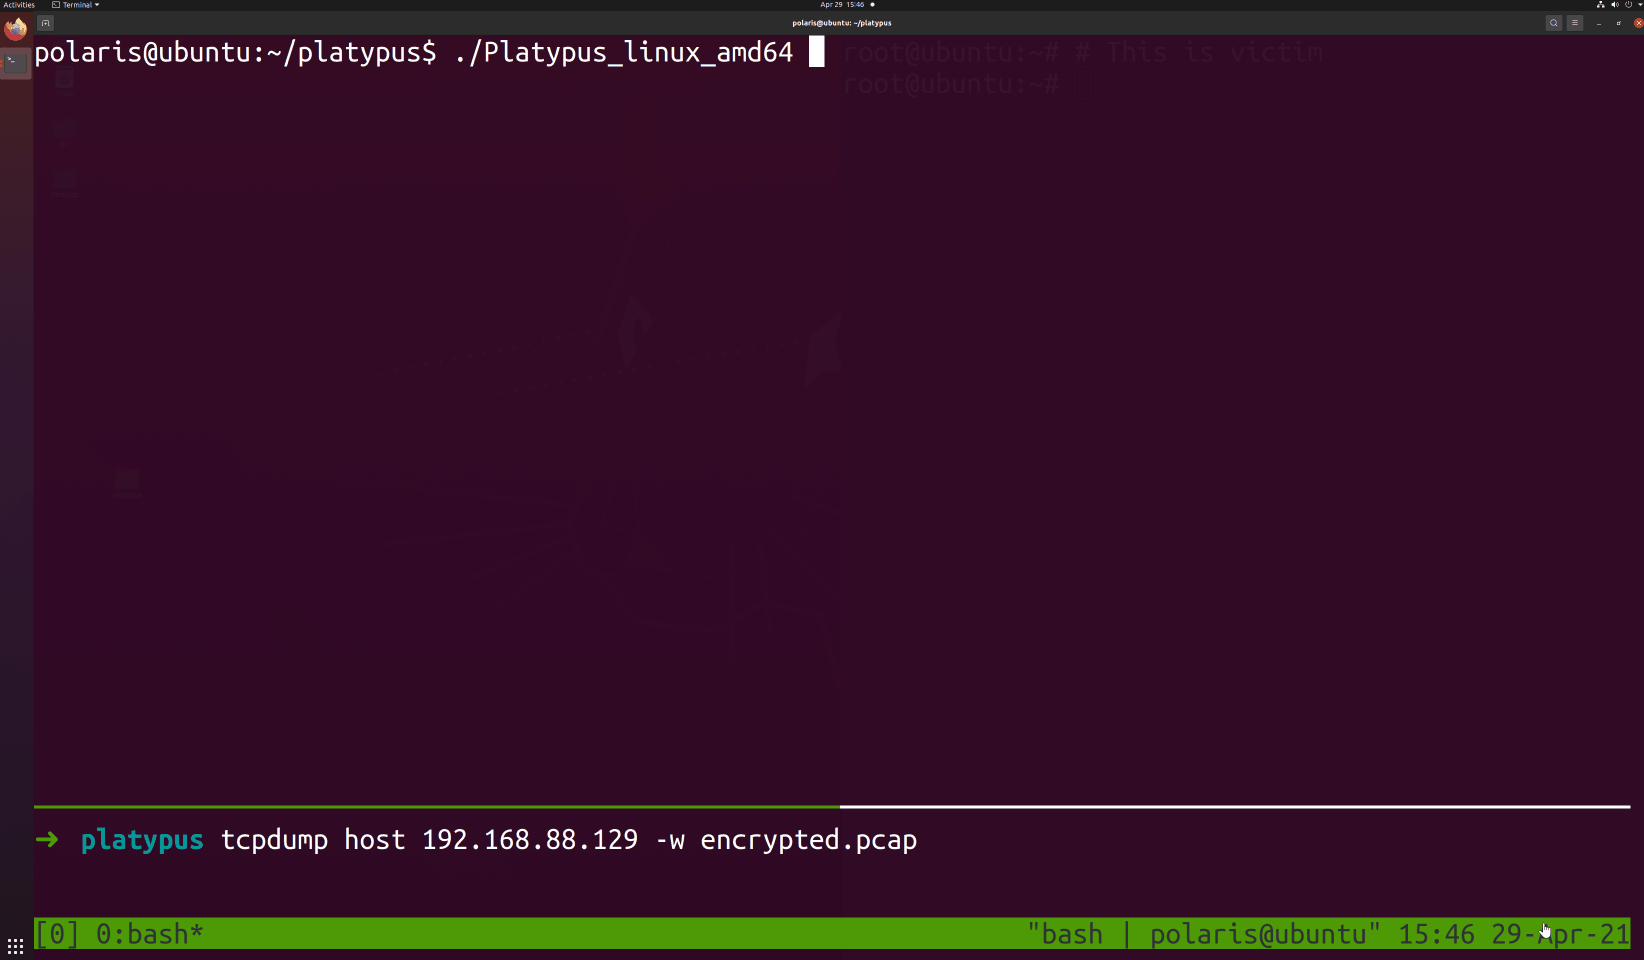 Activities
Terminal
Apr 29 15:46
polaris@ubuntu: ~/platypus
polaris@ubuntu:~/platypus$ ./Platypus_linux_amd64
root@ubuntu:~# # This is victim
root@ubuntu:~#
➜ platypus tcpdump host 192.168.88.129 -w encrypted.pcap
[0] 0:bash*
"bash | polaris@ubuntu" 15:46 29-Apr-21